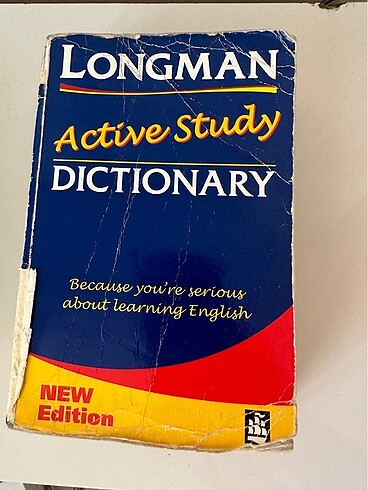 LONGMAN
Active Study
DICTIONARY
Because you're serious
about learning English
NEW
Edition